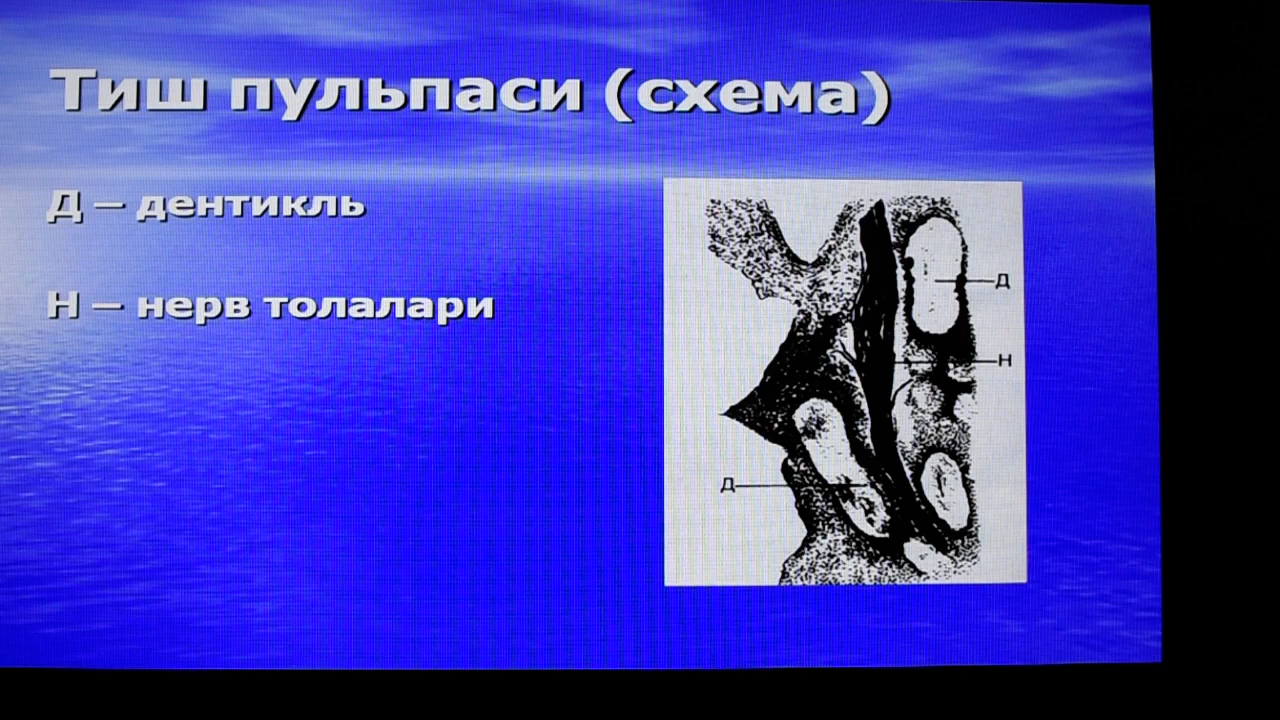 Тиш пульпаси (схема)
Д – дентикль
Н – нерв толалари
Д
Н
Д